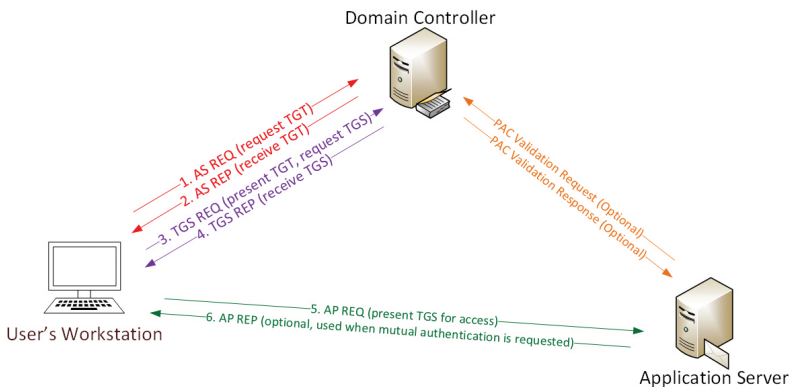 Domain Controller
1. AS REQ (request TGT)
2. AS REP (receive TGT)
3. TGS REQ (present TGT, request TGS)
4. TGS REP (receive TGS)
PAC Validation Request (Optional)
PAC Validation Response (Optional)
User's Workstation
5. AP REQ (present TGS for access)
6. AP REP (optional, used when mutual authentication is requested)
Application Server